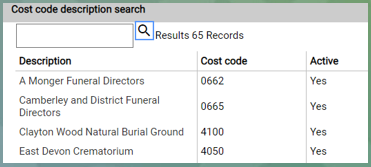 Cost code description search
Results 65 Records
Description Cost code Active
A Monger Funeral Directors 0662 Yes
Camberley and District Funeral
Directors 0665 Yes
Clayton Wood Natural Burial Ground 4100 Yes
East Devon Crematorium 4050 Yes